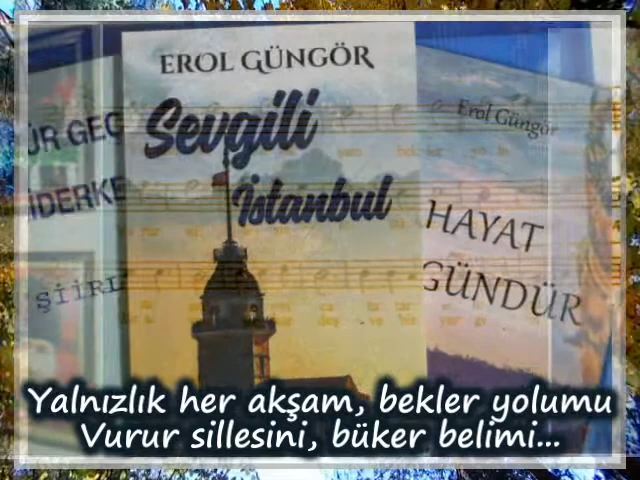 EROL GÜNGÖR
Sevgili
İstanbul
ÜR GEÇ
İDERKE
ŞİİRL
Erol Güngör
HAYAT
GÜNDÜR
Yalnızlık her akşam, bekler yolumu
Vurur sillesini, büker belimi...